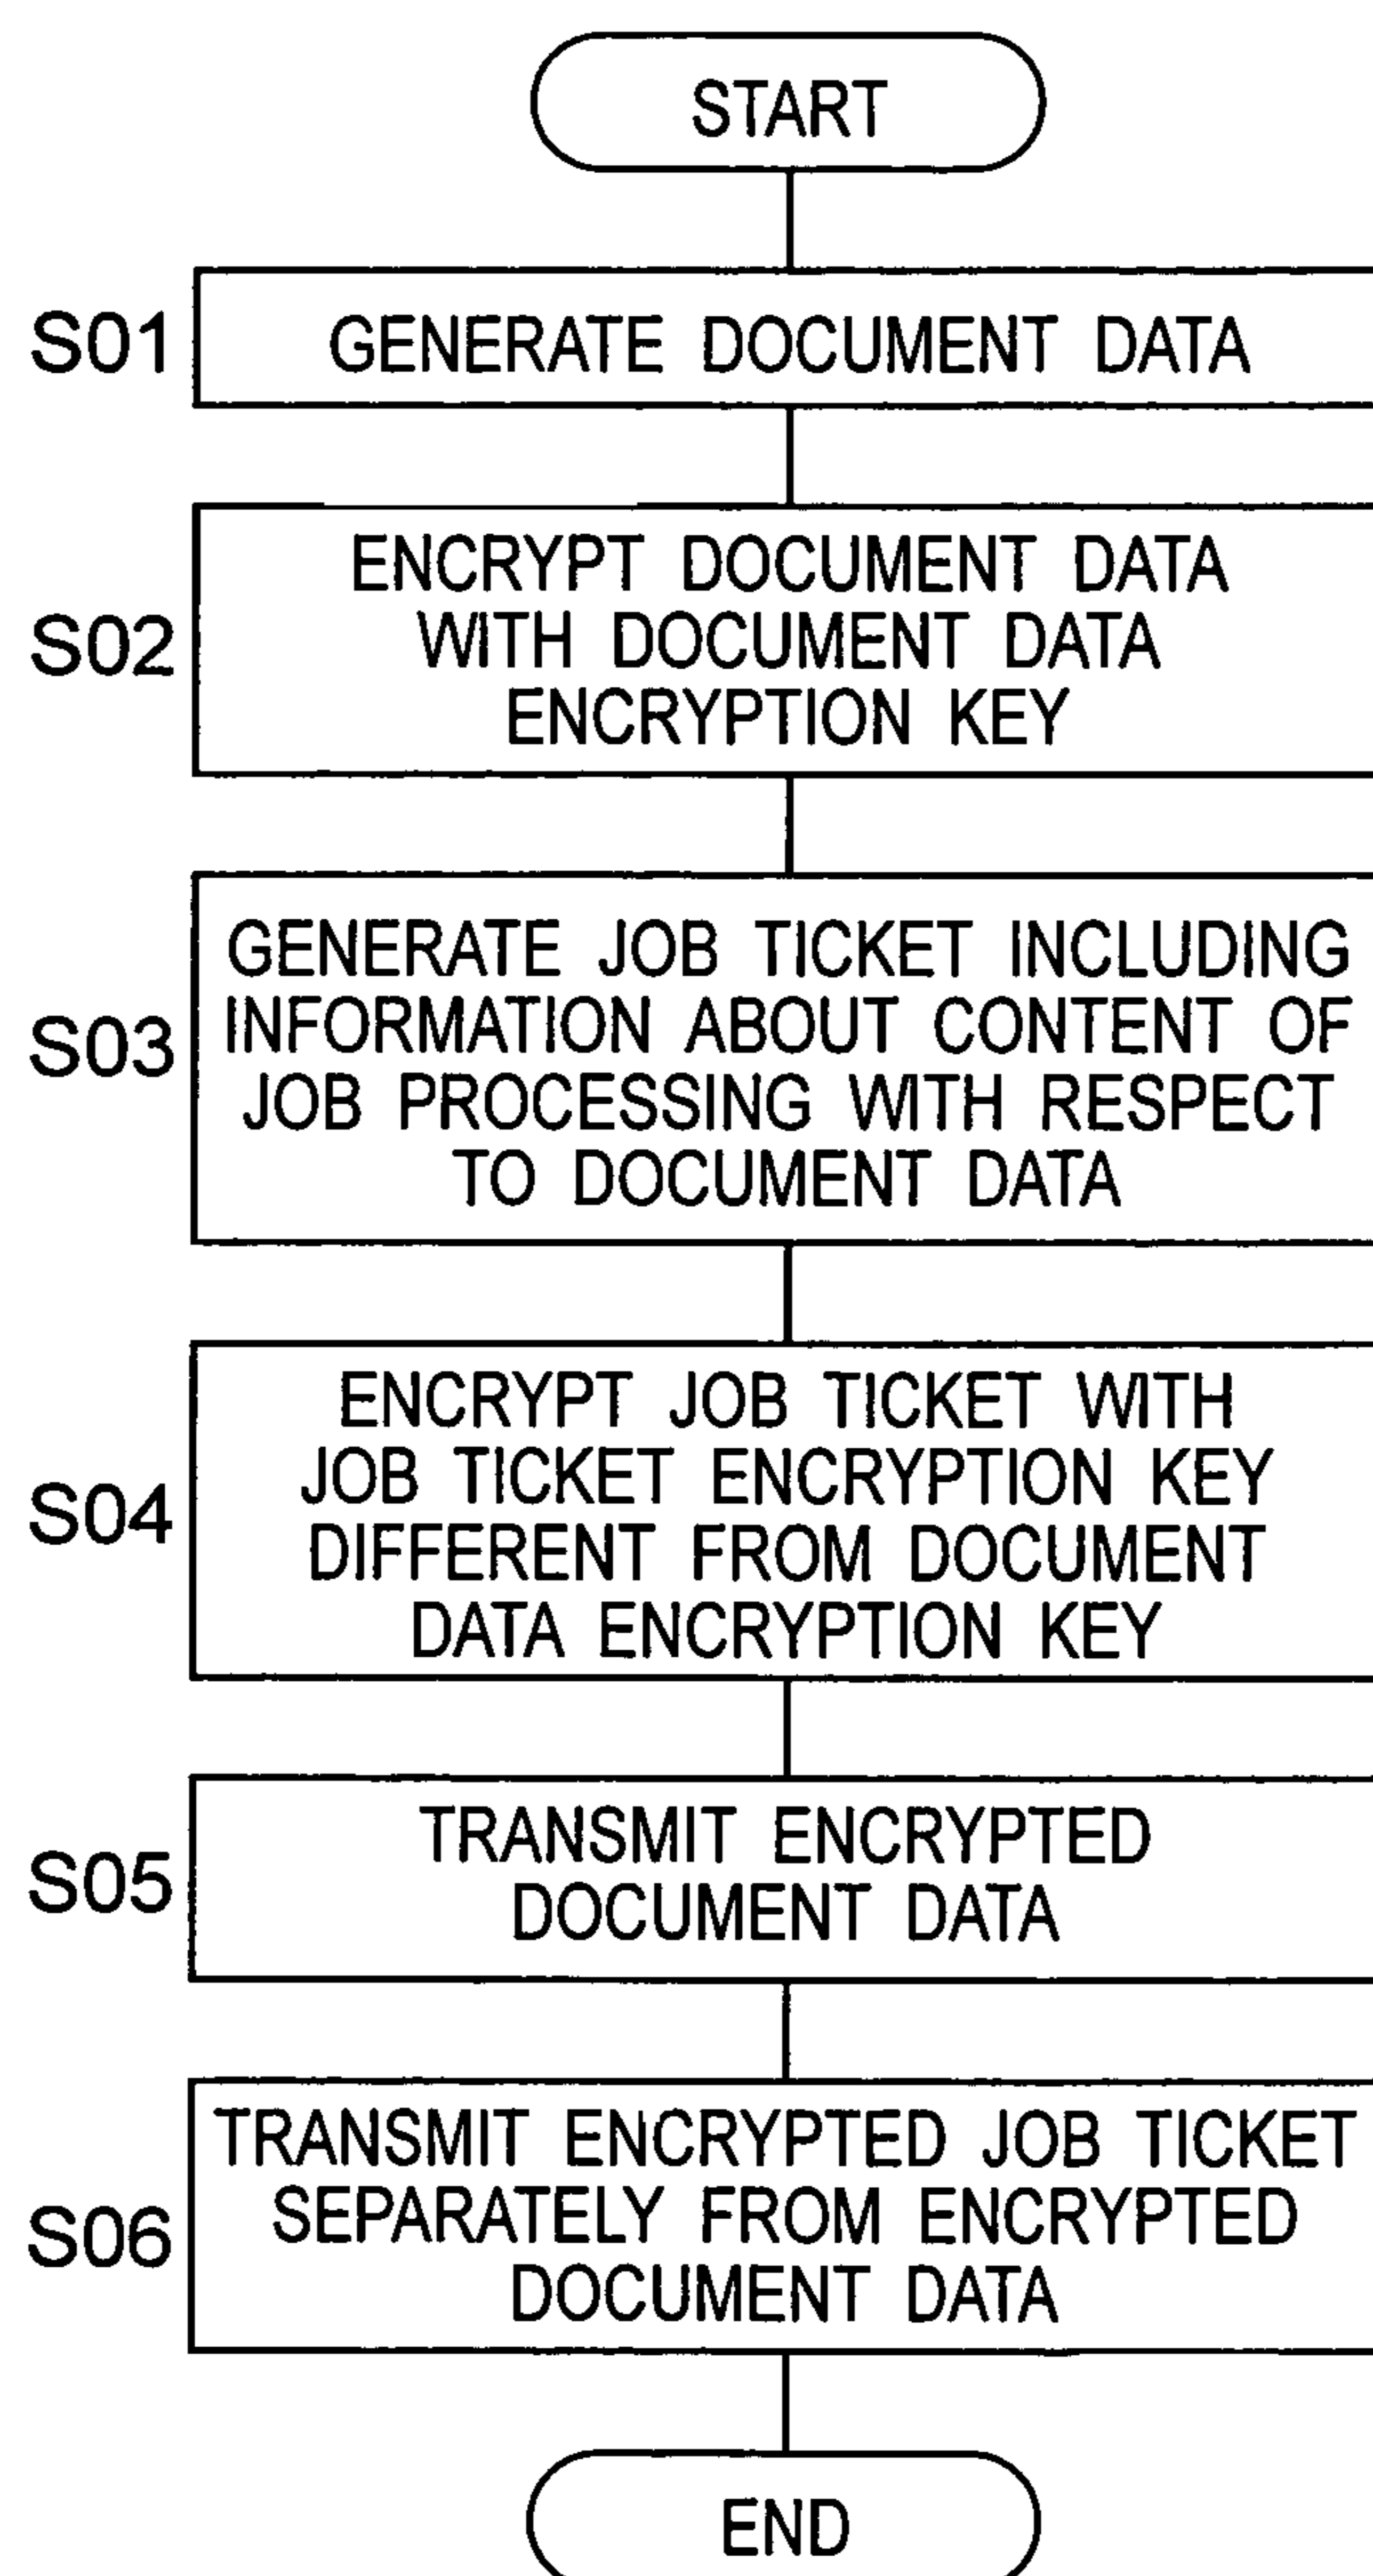 START
S01
GENERATE DOCUMENT DATA
S02
ENCRYPT DOCUMENT DATA
WITH DOCUMENT DATA
ENCRYPTION KEY
S03
GENERATE JOB TICKET INCLUDING
INFORMATION ABOUT CONTENT OF
JOB PROCESSING WITH RESPECT
TO DOCUMENT DATA
S04
ENCRYPT JOB TICKET WITH
JOB TICKET ENCRYPTION KEY
DIFFERENT FROM DOCUMENT
DATA ENCRYPTION KEY
S05
TRANSMIT ENCRYPTED
DOCUMENT DATA
S06
TRANSMIT ENCRYPTED JOB TICKET
SEPARATELY FROM ENCRYPTED
DOCUMENT DATA
END